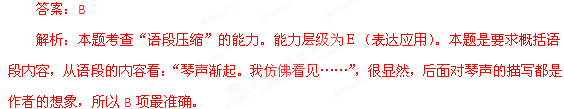 答案：B
解析：本题考查“语段压缩”的能力。能力层级为E（表达应用）。本题是要求概括语
段内容，从语段的内容看：“琴声渐起。我仿佛看见……”，很显然，后面对琴声的描写都是
作者的想象，所以B项最准确。